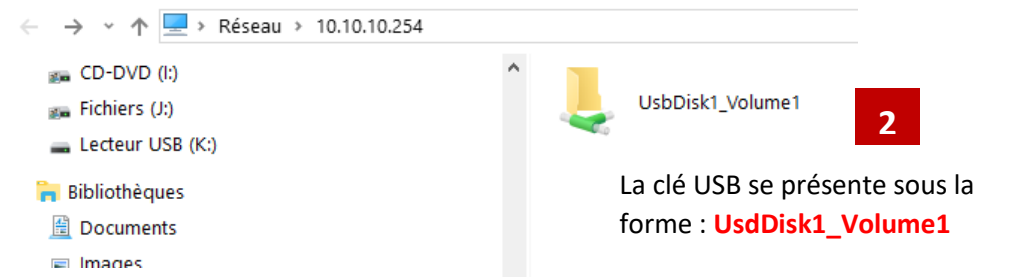 Réseau > 10.10.10.254
CD-DVD (I:)
Fichiers (J:)
Lecteur USB (K:)
Bibliothèques
Documents
Images
UsbDisk1_Volume1
2
La clé USB se présente sous la
forme : UsdDisk1_Volume1